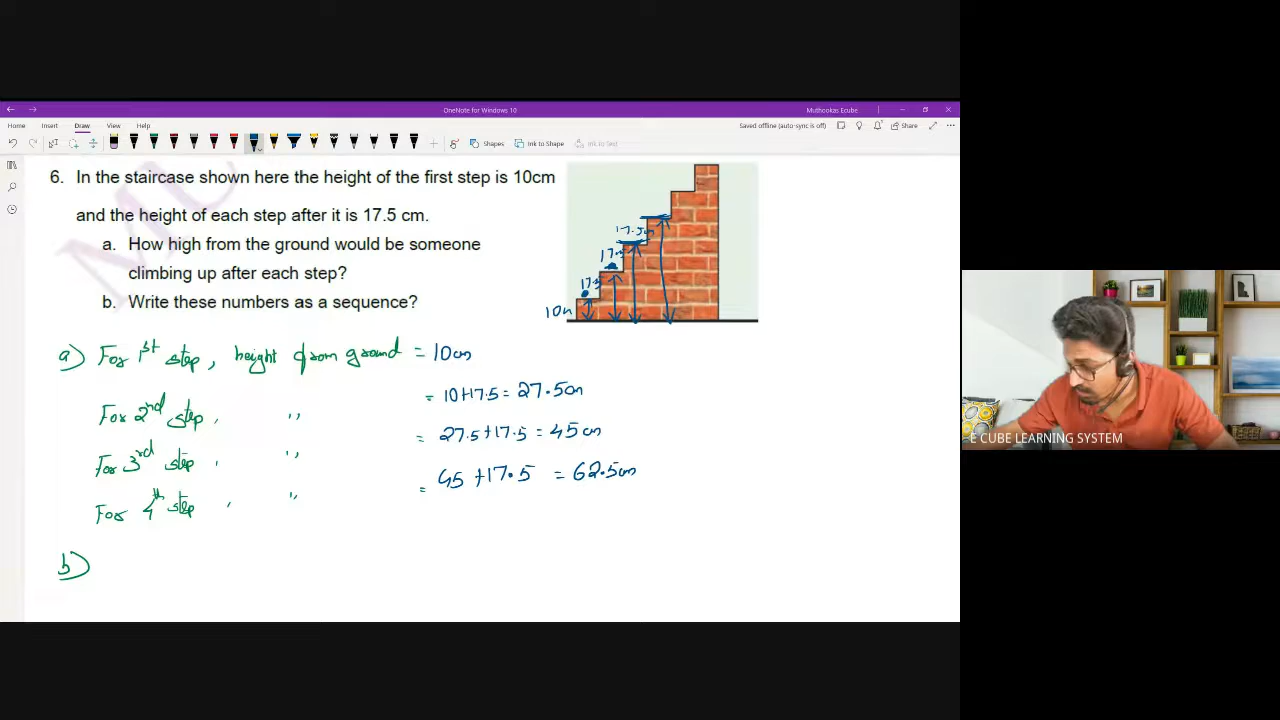 OneNote for Windows 10
Muthookas Ecube
Home Insert Draw View Help
Saved offline (auto-sync is off)
Share
Shapes
Ink to Shape
Ink to Text
6. In the staircase shown here the height of the first step is 10cm
and the height of each step after it is 17.5 cm.
a. How high from the ground would be someone
climbing up after each step?
b. Write these numbers as a sequence?
17.5cm
a) For 1st step, height from ground = 10cm
For 2nd step, ,, = 10+17.5 = 27.5cm
For 3rd step, ,, = 27.5+17.5 = 45cm
For 4th step, ,, = 45 +17.5 = 62.5cm
b)
E CUBE LEARNING SYSTEM